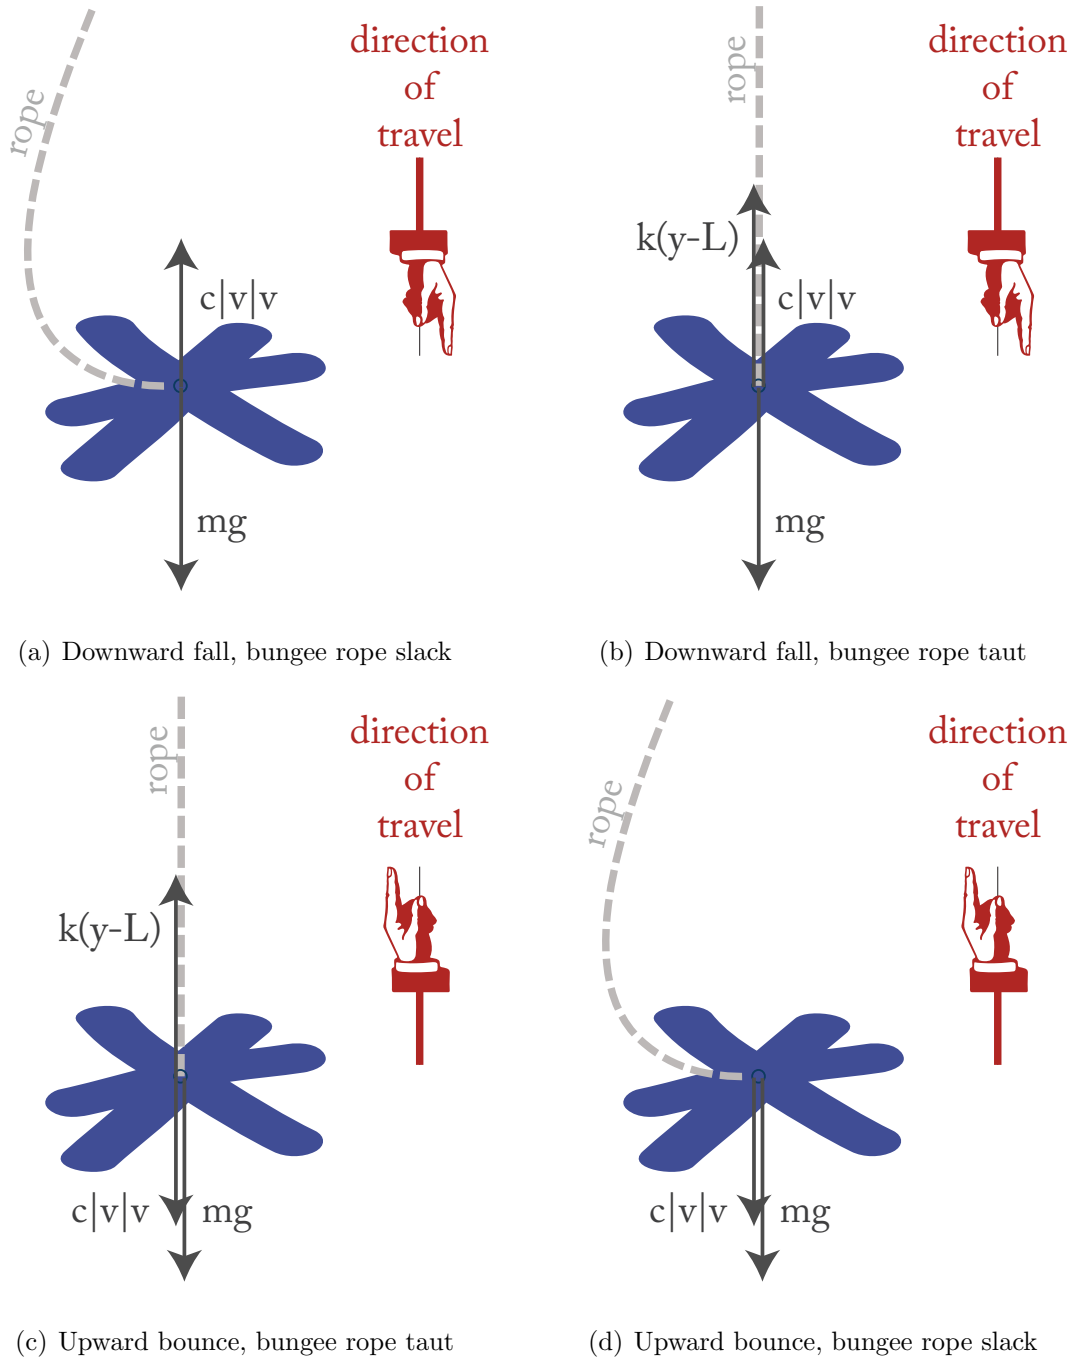 rope
direction
of
travel
c|v|v
mg
(a) Downward fall, bungee rope slack
rope
direction
of
travel
k(y-L)
c|v|v
mg
(b) Downward fall, bungee rope taut
rope
direction
of
travel
k(y-L)
c|v|v
mg
(c) Upward bounce, bungee rope taut
rope
direction
of
travel
c|v|v
mg
(d) Upward bounce, bungee rope slack